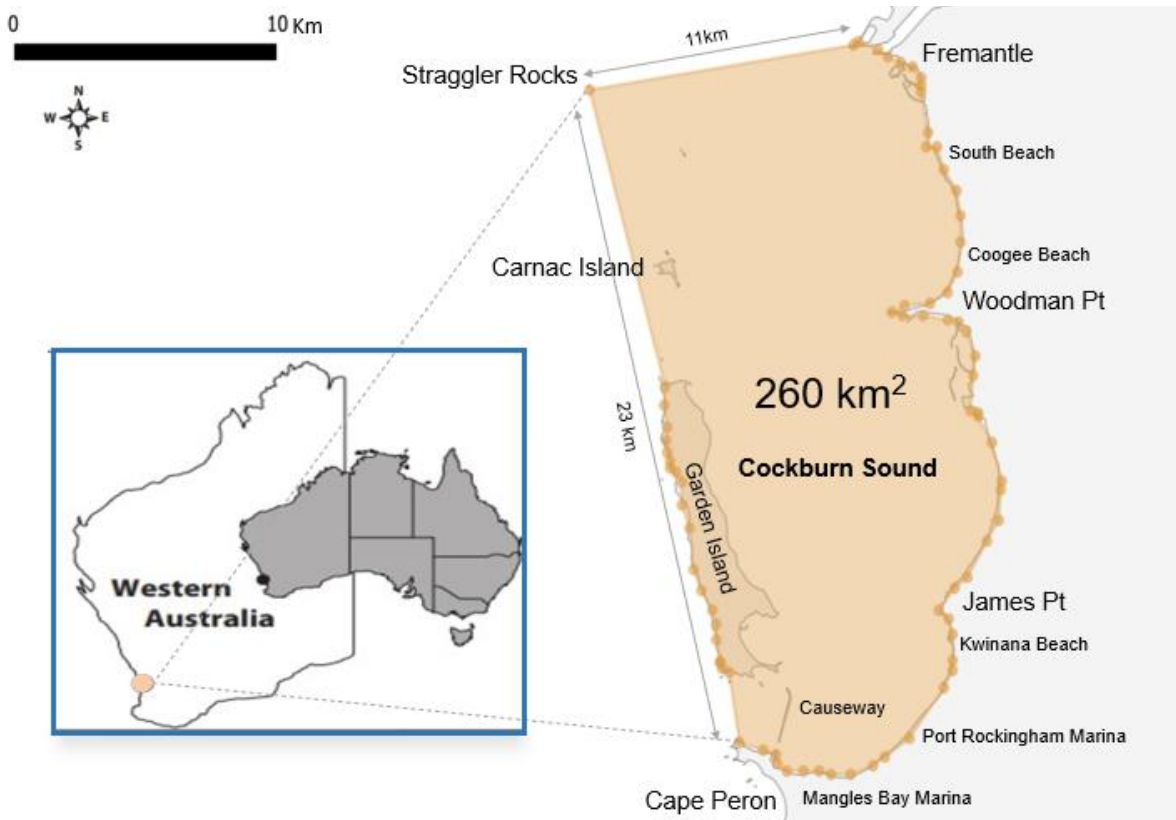 0
10 Km
N
W
E
S
11km
Fremantle
Straggler Rocks
South Beach
Carnac Island
Coogee Beach
Woodman Pt
260 km²
23 km
Cockburn Sound
Garden Island
Western
Australia
James Pt
Kwinana Beach
Causeway
Port Rockingham Marina
Cape Peron
Mangles Bay Marina